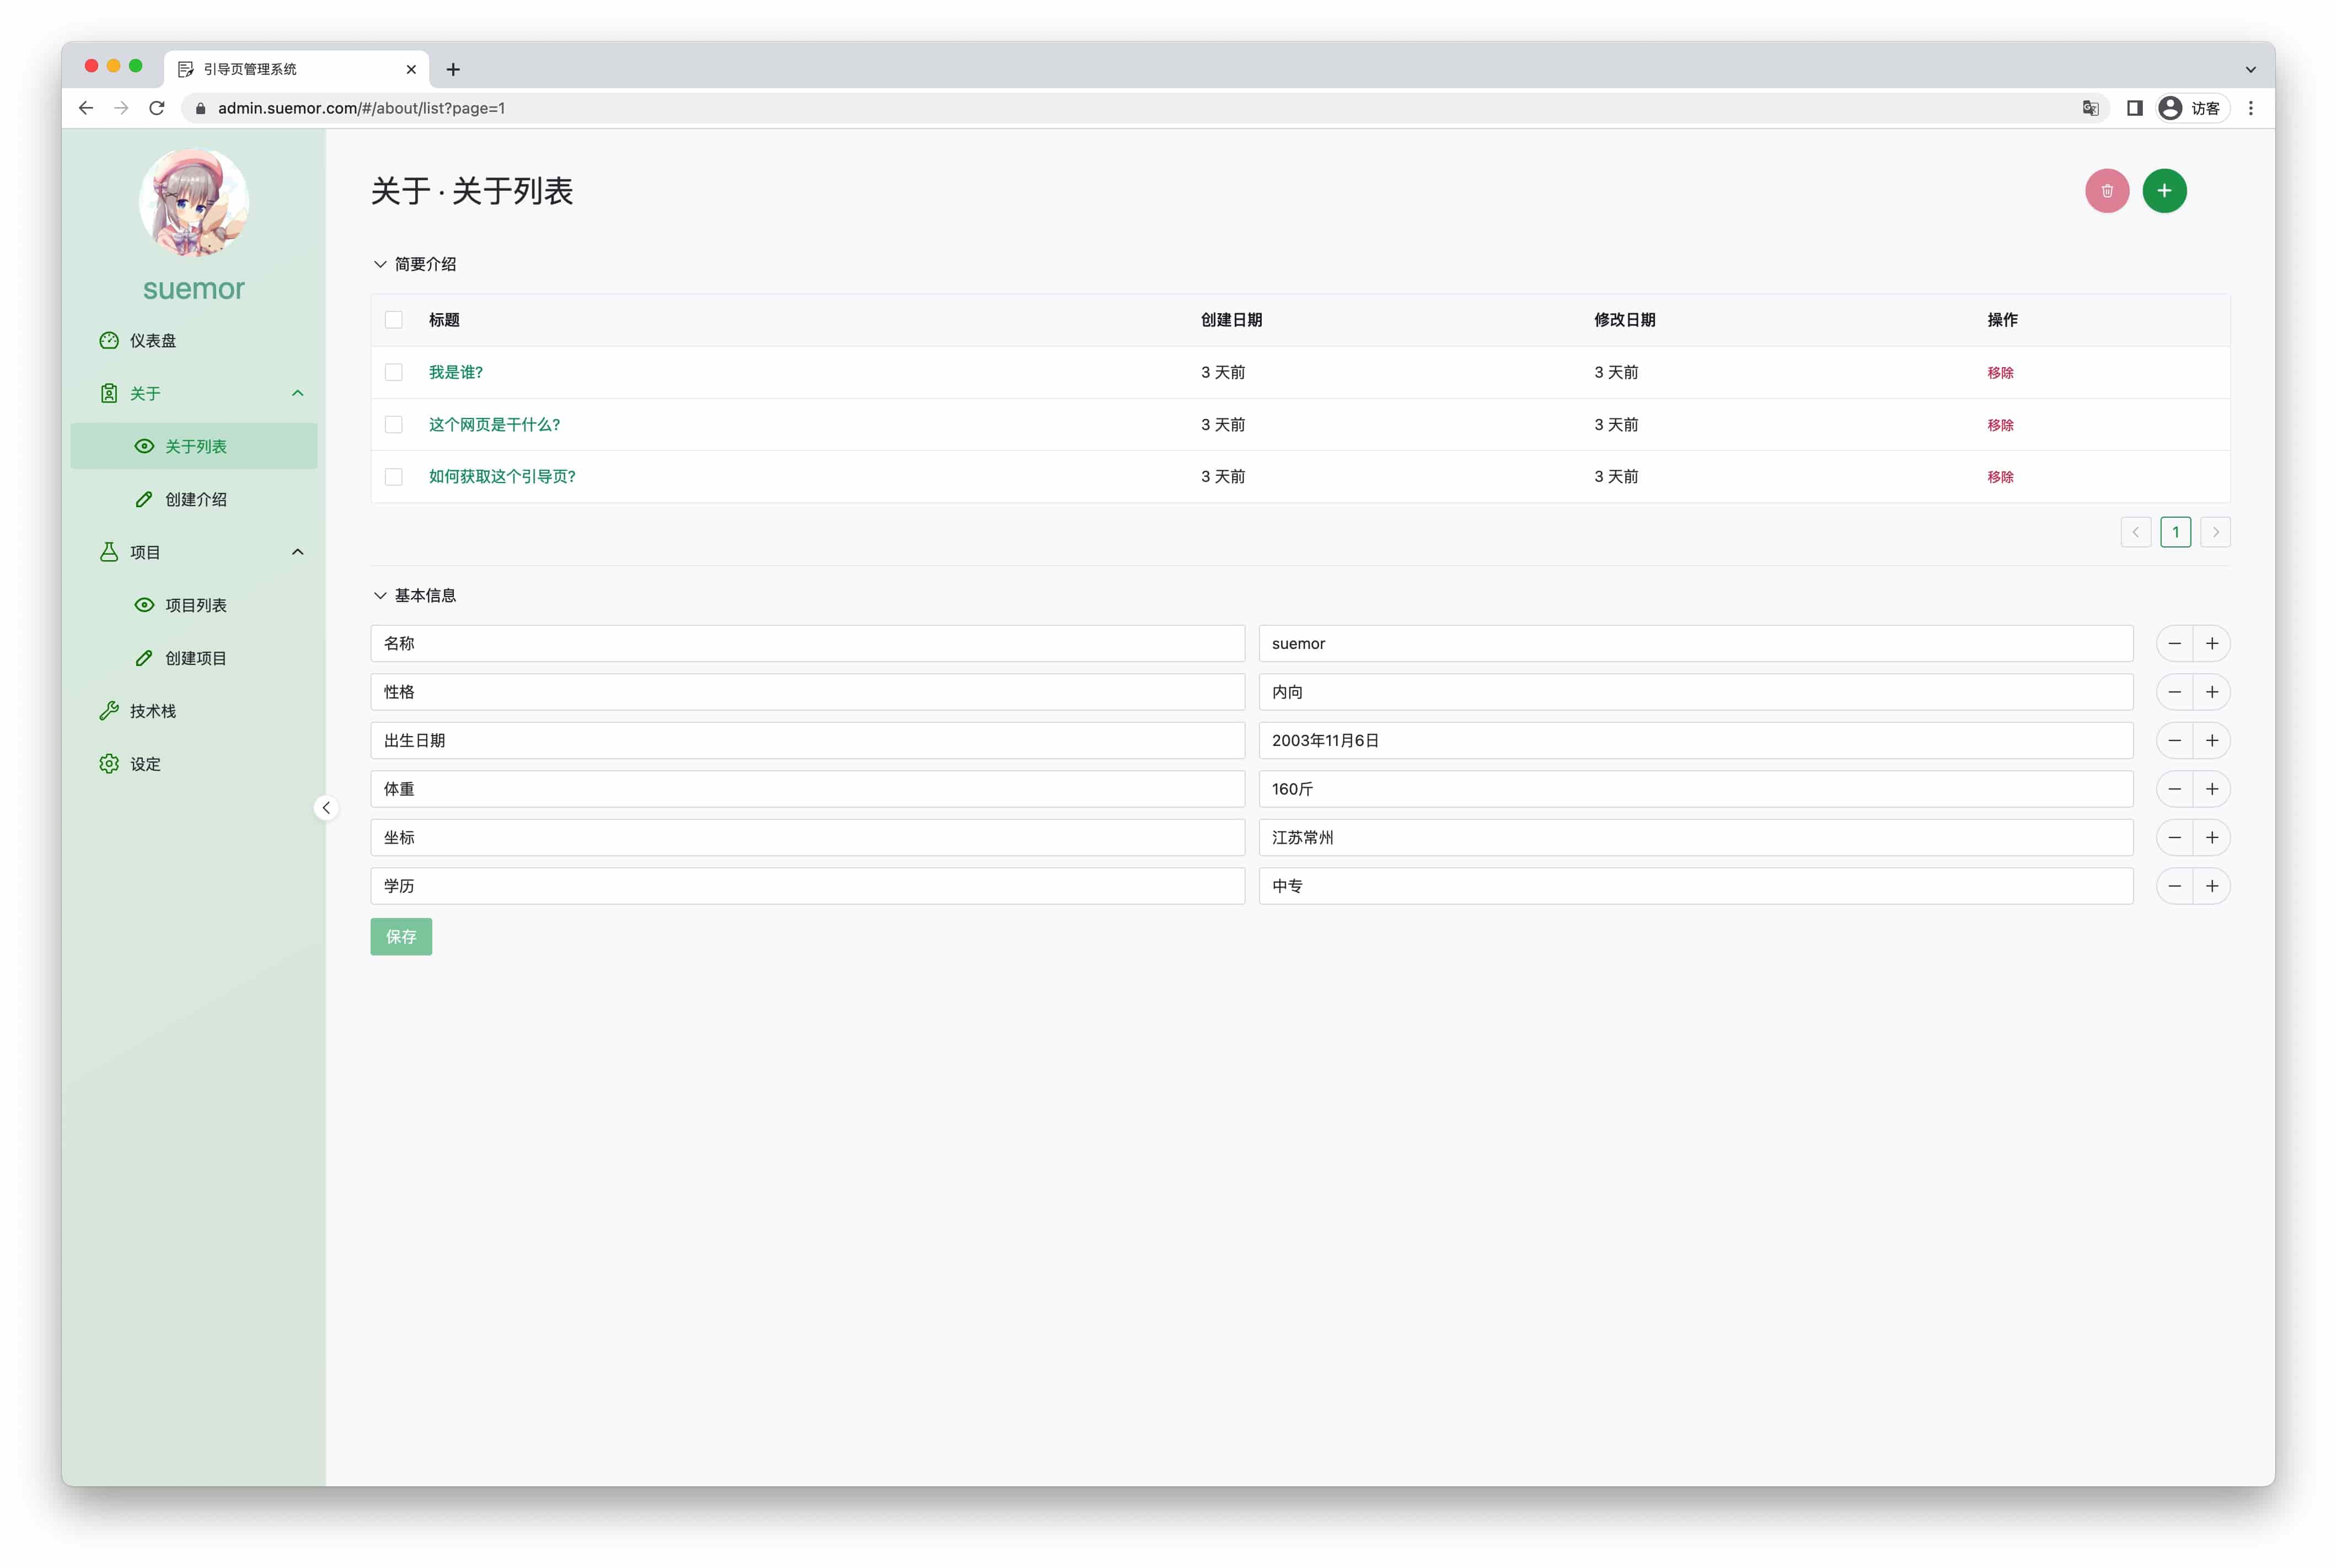 引导页管理系统
admin.suemor.com/#/about/list?page=1
访客
suemor
仪表盘
关于
关于列表
创建介绍
项目
项目列表
创建项目
技术栈
设定
关于 · 关于列表
简要介绍
标题 创建日期 修改日期 操作
我是谁? 3 天前 3 天前 移除
这个网页是干什么? 3 天前 3 天前 移除
如何获取这个引导页? 3 天前 3 天前 移除
1
基本信息
名称 suemor
性格 内向
出生日期 2003年11月6日
体重 160斤
坐标 江苏常州
学历 中专
保存